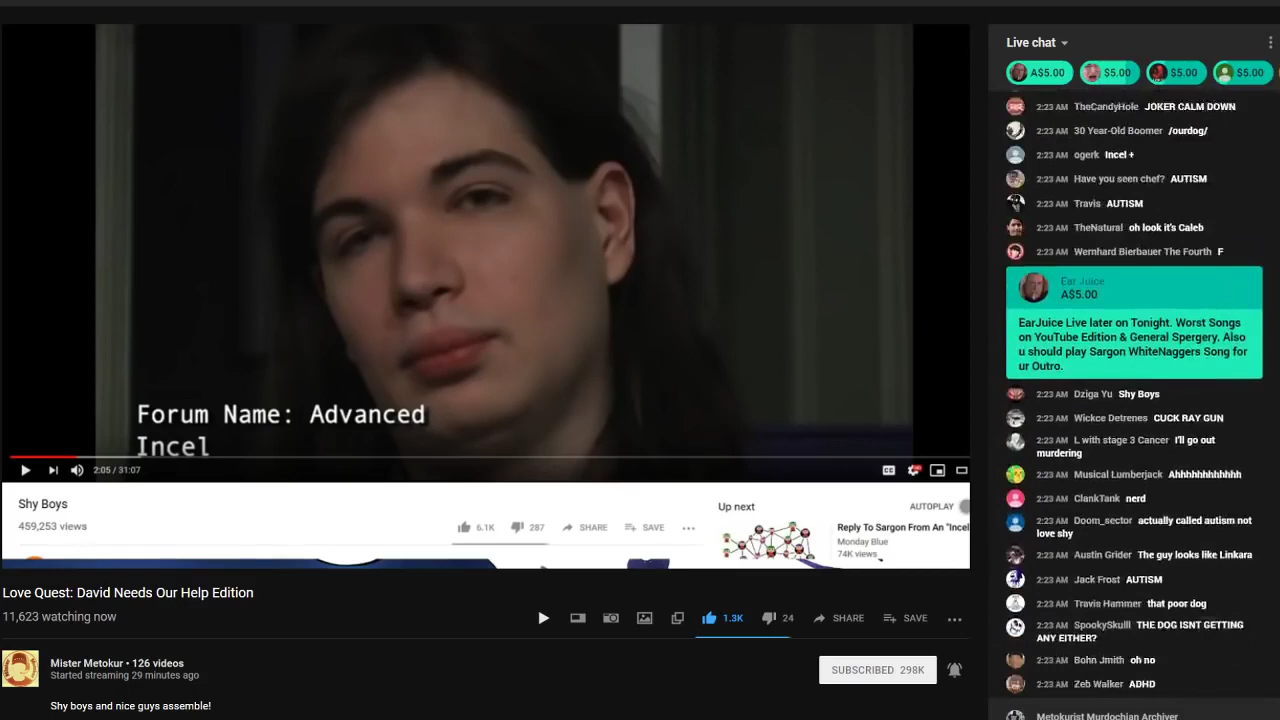 Forum Name: Advanced
Incel
2:05 / 31:07
CC
Shy Boys
459,253 views
6.1K
287
SHARE
SAVE
Up next
AUTOPLAY
Reply To Sargon From An "Incel
Monday Blue
74K views
Love Quest: David Needs Our Help Edition
11,623 watching now
1.3K
24
SHARE
SAVE
Mister Metokur • 126 videos
Started streaming 29 minutes ago
SUBSCRIBED 298K
Shy boys and nice guys assemble!
Live chat
A$5.00
$5.00
$5.00
$5.00
2:23 AM TheCandyHole JOKER CALM DOWN
2:23 AM 30 Year-Old Boomer /ourdog/
2:23 AM ogerk Incel +
2:23 AM Have you seen chef? AUTISM
2:23 AM Travis AUTISM
2:23 AM TheNatural oh look it's Caleb
2:23 AM Wernhard Bierbauer The Fourth F
Ear Juice
A$5.00
EarJuice Live later on Tonight. Worst Songs
on YouTube Edition & General Spergery. Also
u should play Sargon WhiteNaggers Song for
ur Outro.
2:23 AM Dziga Yu Shy Boys
2:23 AM Wickce Detrenes CUCK RAY GUN
2:23 AM L with stage 3 Cancer I'll go out
murdering
2:23 AM Musical Lumberjack Ahhhhhhhhhhh
2:23 AM ClankTank nerd
2:23 AM Doom_sector actually called autism not
love shy
2:23 AM Austin Grider The guy looks like Linkara
2:23 AM Jack Frost AUTISM
2:23 AM Travis Hammer that poor dog
2:23 AM SpookySkulll THE DOG ISNT GETTING
ANY EITHER?
2:23 AM Bohn Jmith oh no
2:23 AM Zeb Walker ADHD
Metokurist Murdochian Archiver